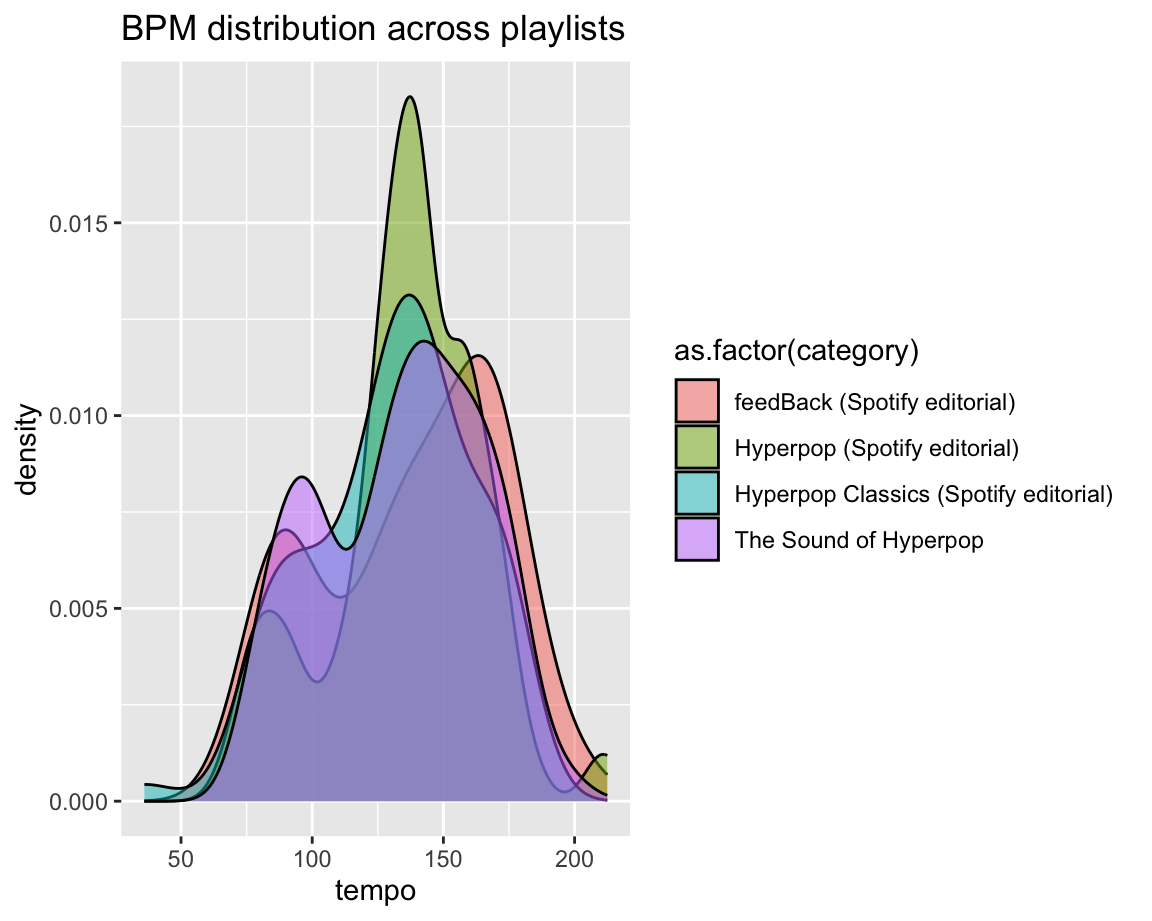 BPM distribution across playlists
density
0.015
0.010
0.005
0.000
50 100 150 200
tempo
as.factor(category)
feedBack (Spotify editorial)
Hyperpop (Spotify editorial)
Hyperpop Classics (Spotify editorial)
The Sound of Hyperpop